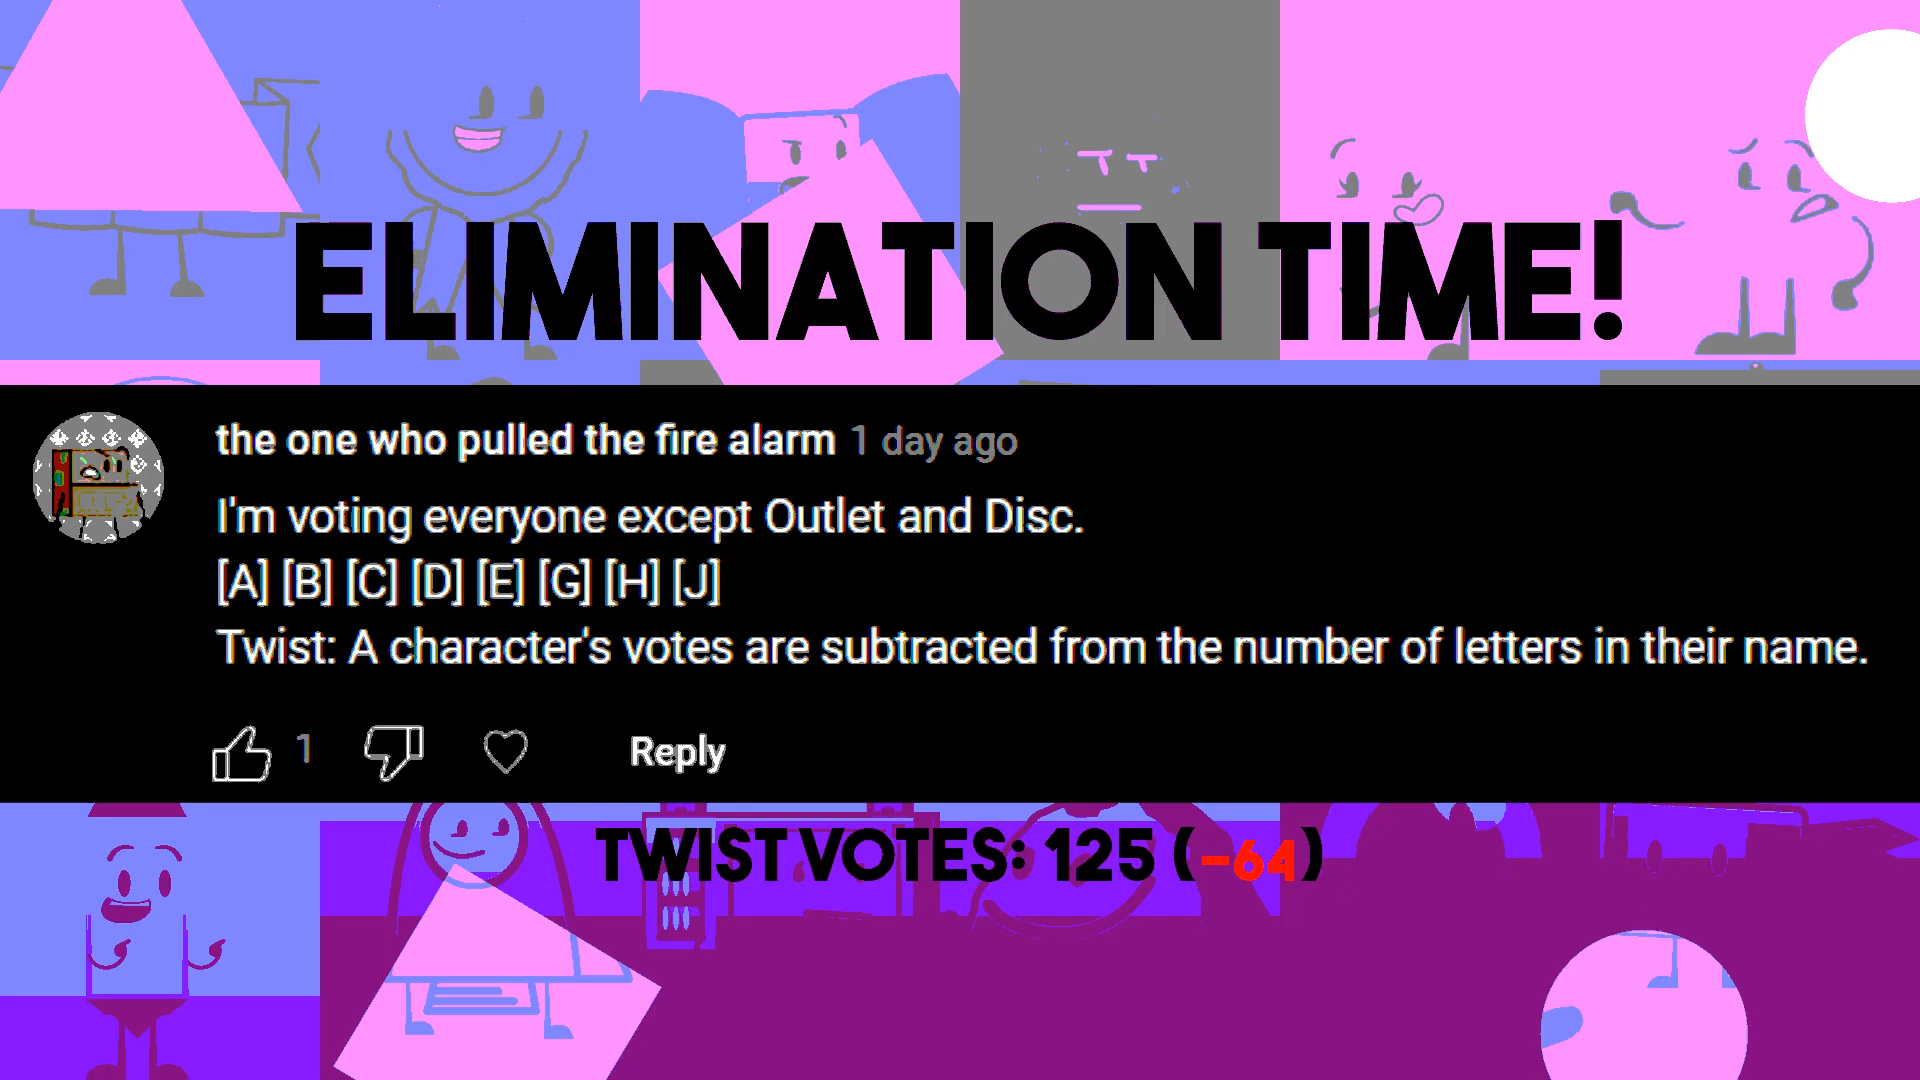 ELIMINATION TIME!
the one who pulled the fire alarm 1 day ago
I'm voting everyone except Outlet and Disc.
[A] [B] [C] [D] [E] [G] [H] [J]
Twist: A character's votes are subtracted from the number of letters in their name.
1 Reply
TWIST VOTES: 125 (-64)